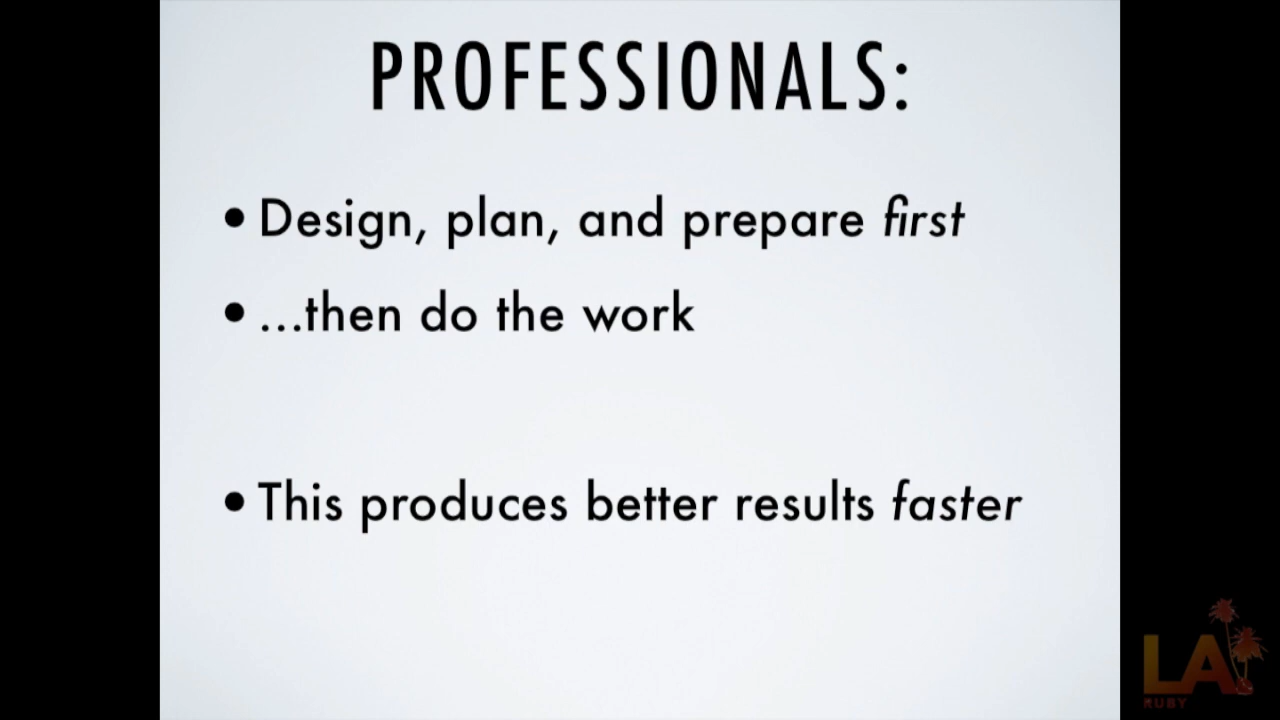 PROFESSIONALS:
• Design, plan, and prepare first
• ...then do the work
• This produces better results faster
LA
RUBY